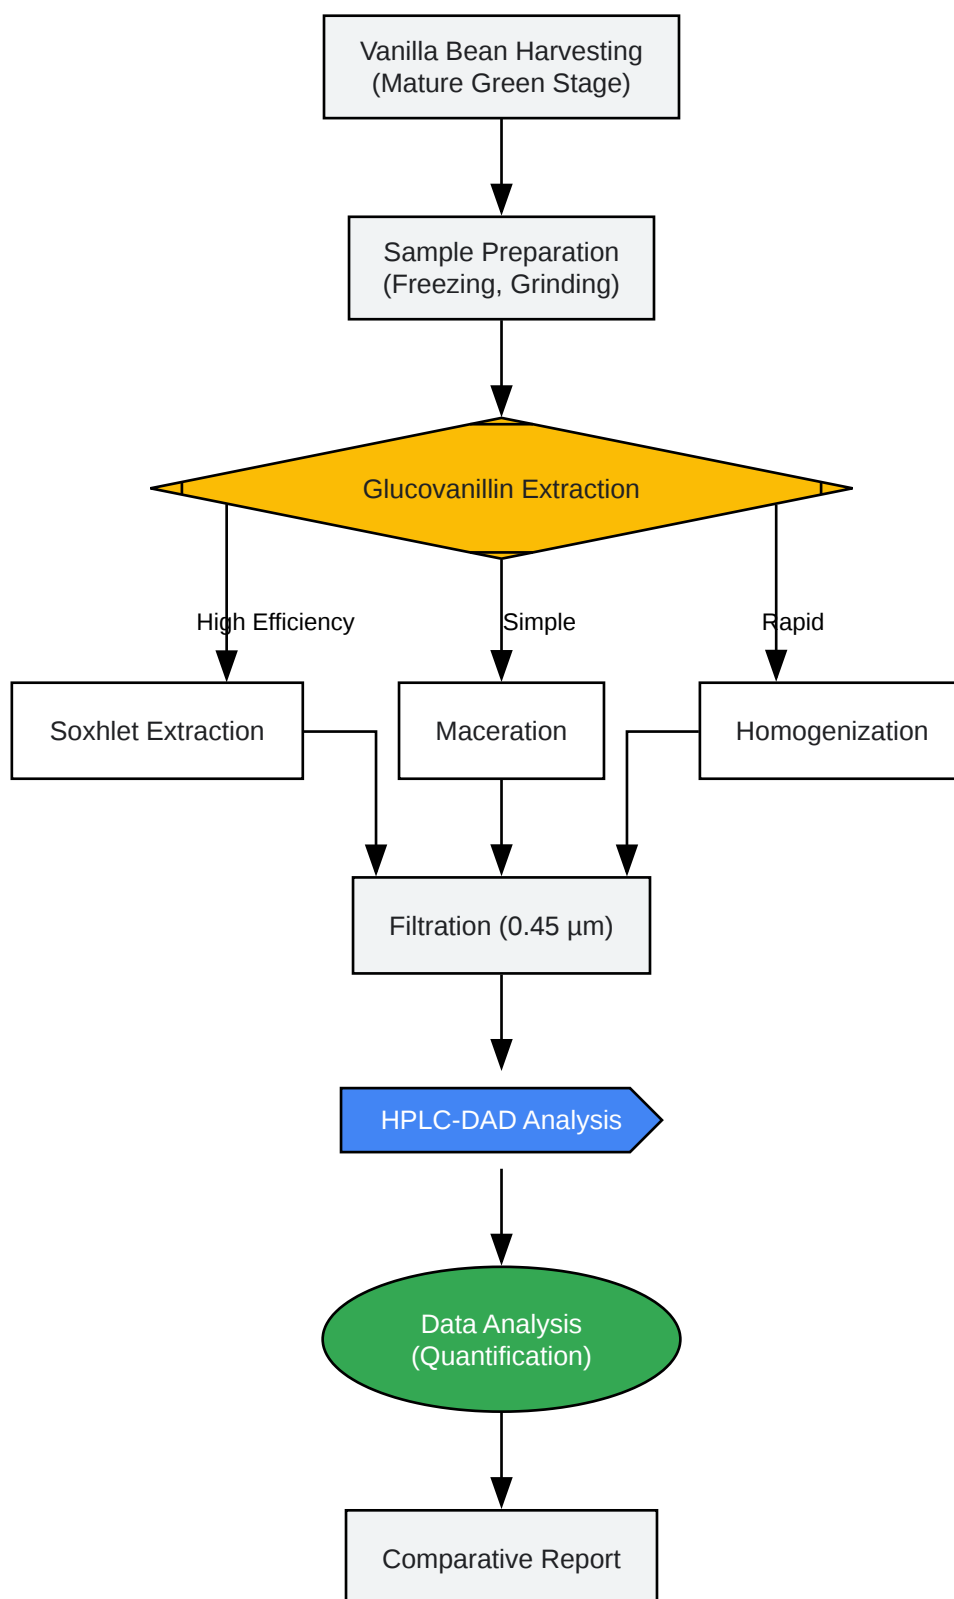 Vanilla Bean Harvesting
(Mature Green Stage)
Sample Preparation
(Freezing, Grinding)
Glucovanillin Extraction
High Efficiency
Simple
Rapid
Soxhlet Extraction
Maceration
Homogenization
Filtration (0.45 µm)
HPLC-DAD Analysis
Data Analysis
(Quantification)
Comparative Report